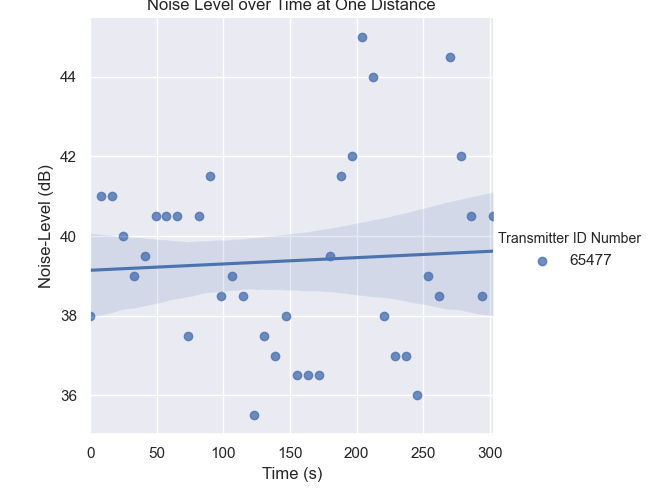 Noise Level over Time at One Distance
44
42
40
38
36
Noise-Level (dB)
0 50 100 150 200 250 300
Time (s)
Transmitter ID Number
65477